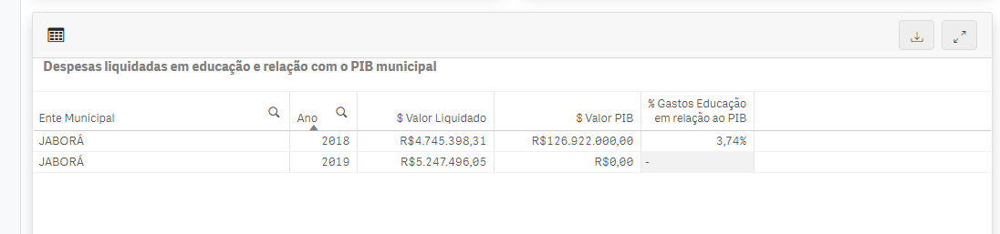 Despesas liquidadas em educação e relação com o PIB municipal
Ente Municipal Ano $ Valor Liquidado $ Valor PIB % Gastos Educação
em relação ao PIB
JABORÁ 2018 R$4.745.398,31 R$126.922.000,00 3,74%
JABORÁ 2019 R$5.247.496,05 R$0,00 -